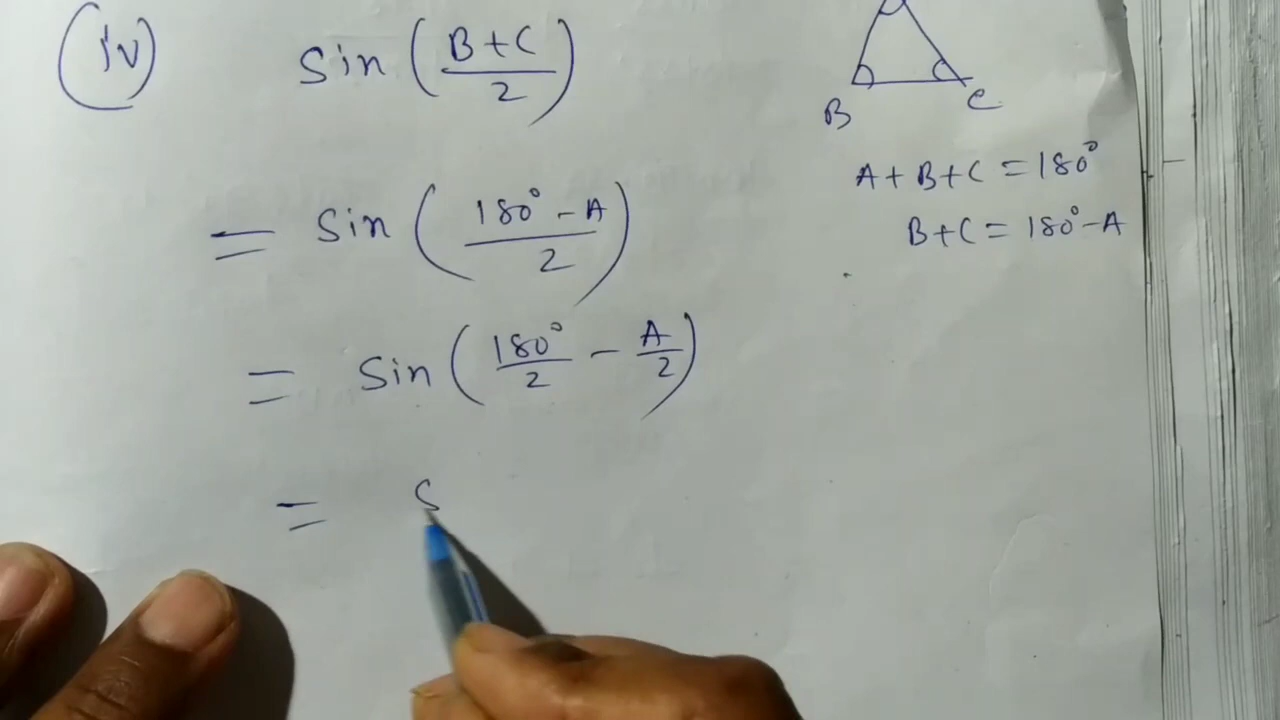 (iv) Sin (B+C/2)
= Sin (180° - A/2)
= Sin (180°/2 - A/2)
= S
B C
A + B + C = 180°
B + C = 180° - A